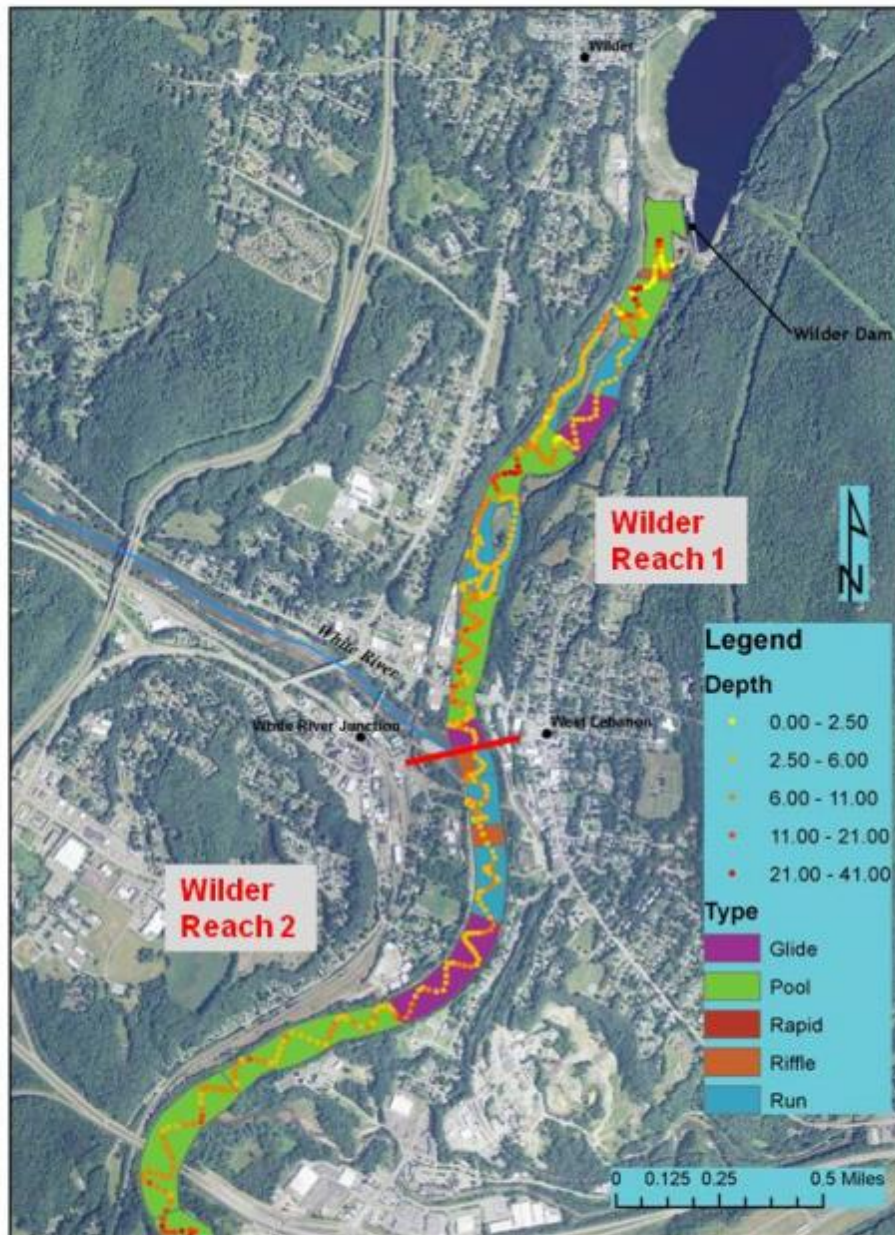 Wilder
Wilder Dam
Wilder
Reach 1
White River
White River Junction
West Lebanon
Wilder
Reach 2
N
Legend
Depth
0.00 - 2.50
2.50 - 6.00
6.00 - 11.00
11.00 - 21.00
21.00 - 41.00
Type
Glide
Pool
Rapid
Riffle
Run
0 0.125 0.25 0.5 Miles